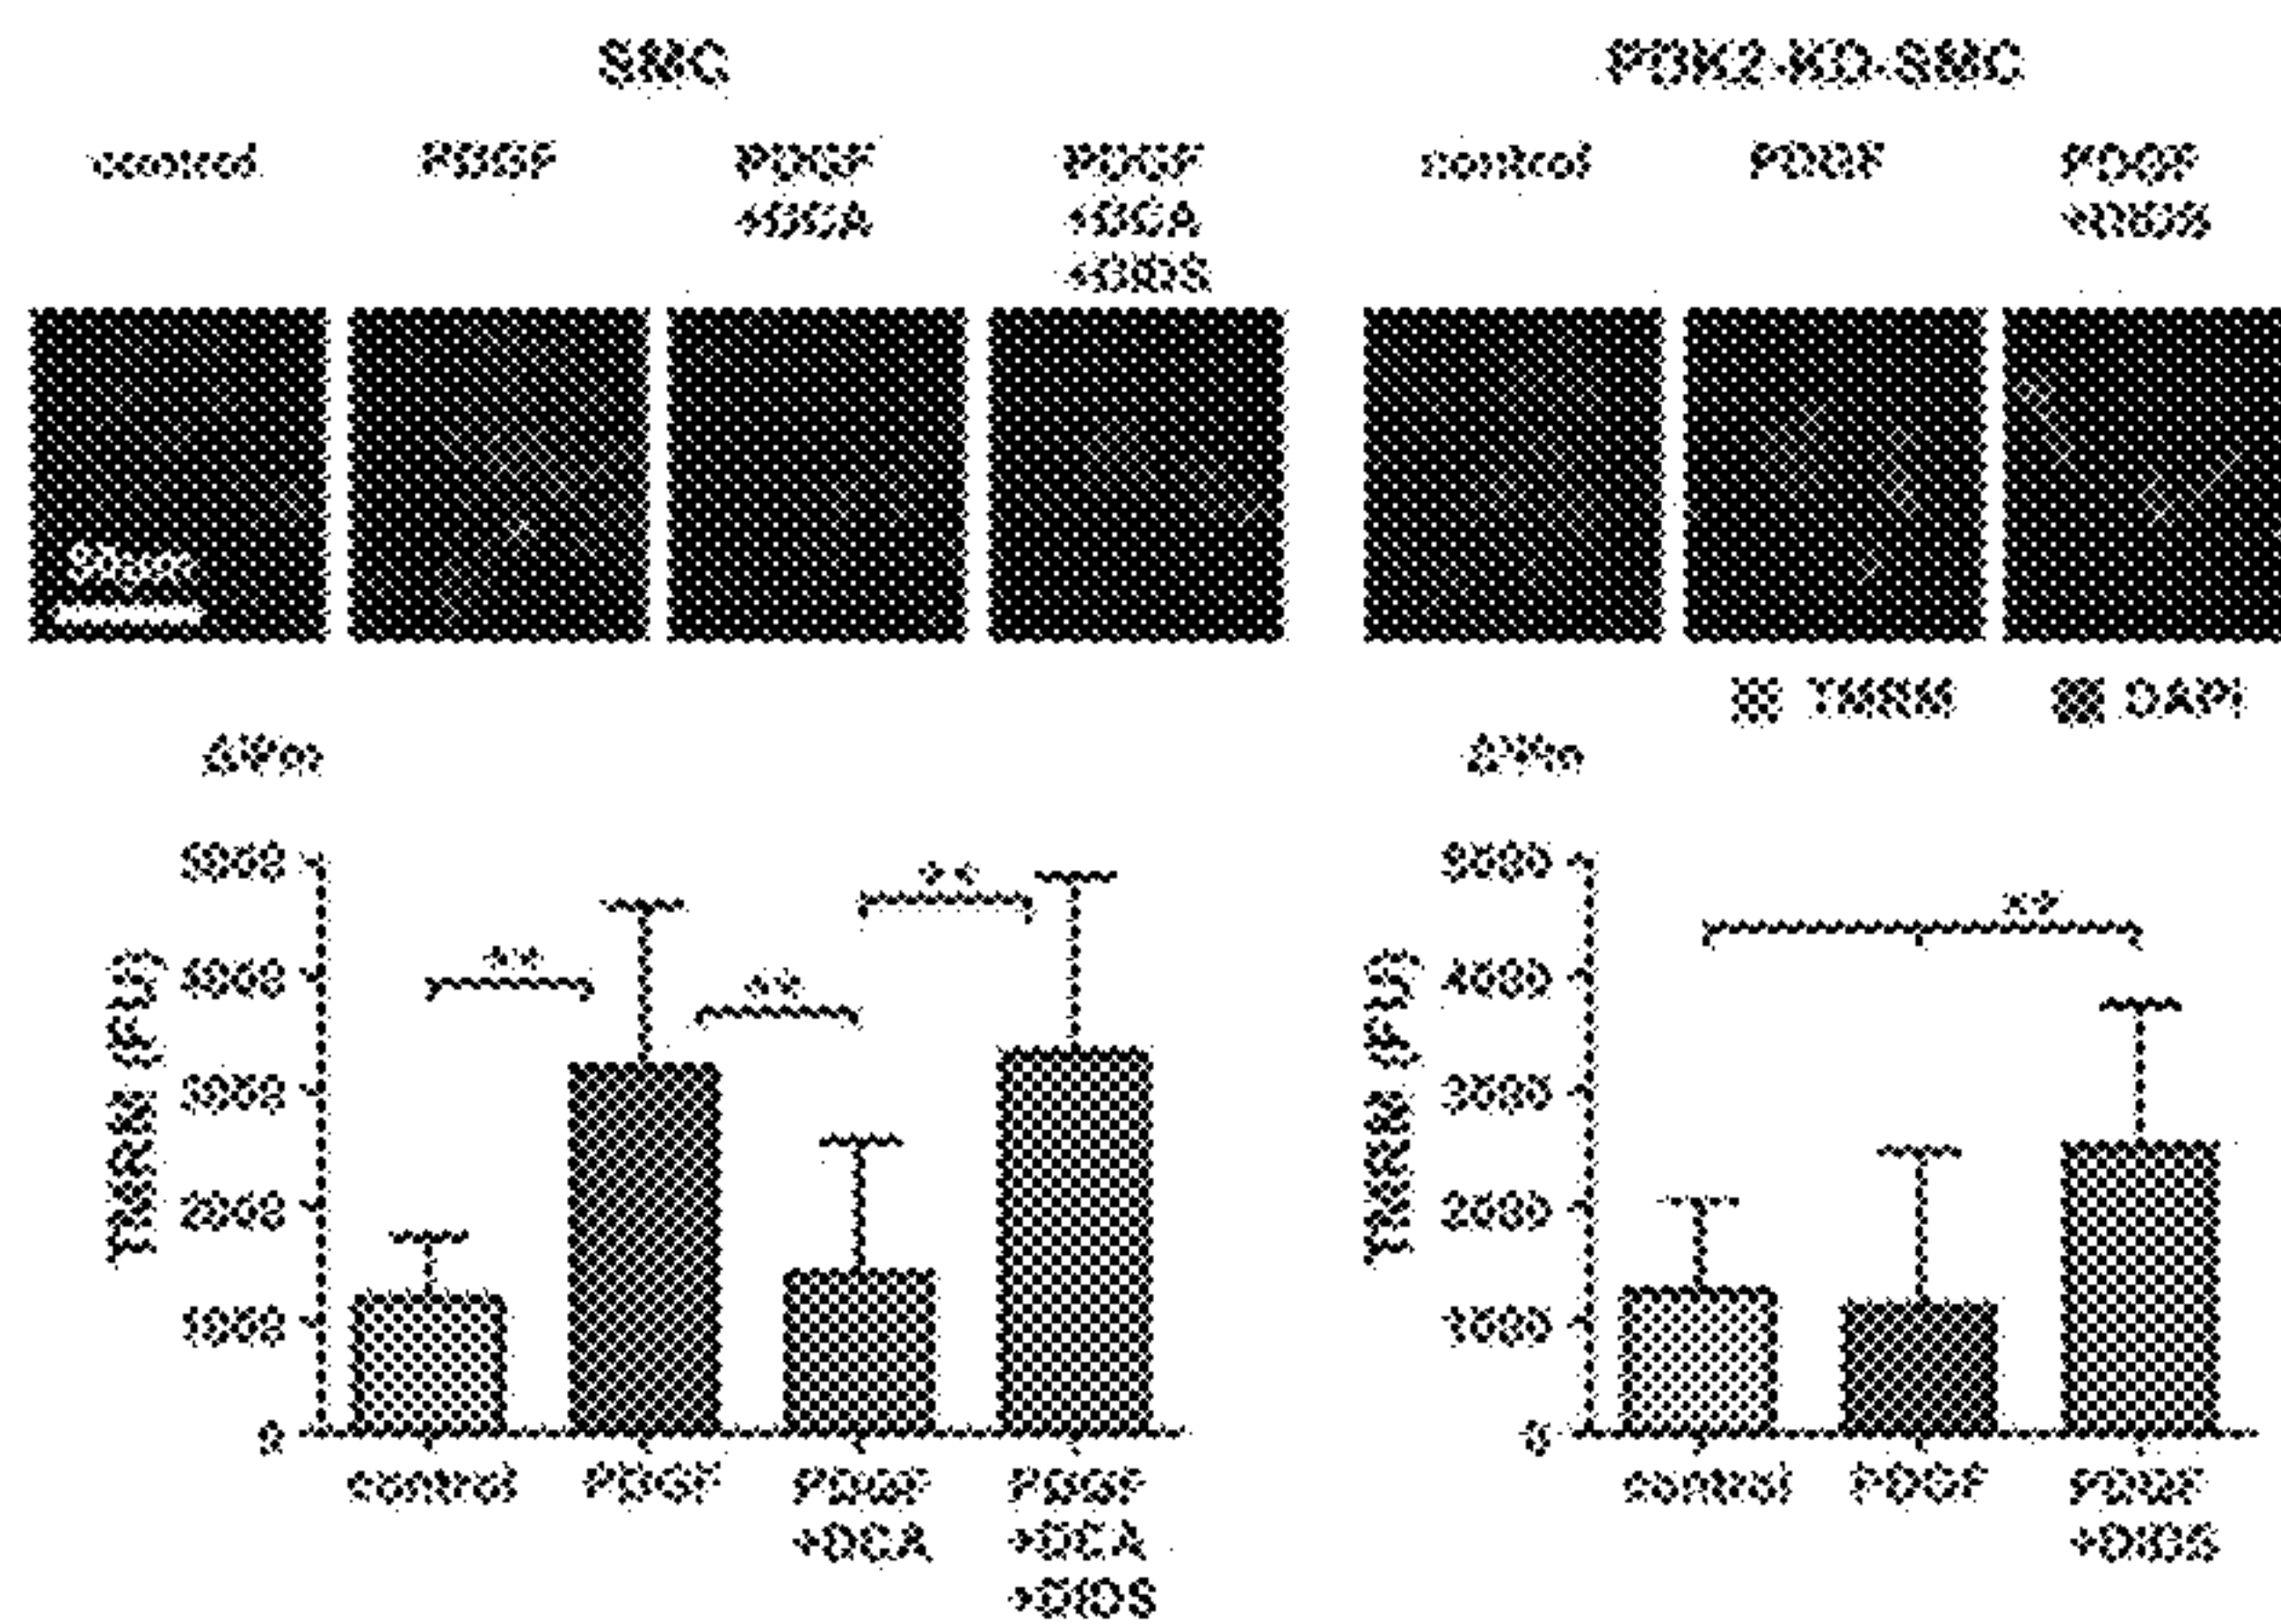 SMC
PDK2-KD-SMC
control
PDGF
PDGF
+DCA
PDGF
+DCA
+DIDS
control
PDGF
PDGF
+DIDS
50µm
TMRM
DAPI
ΔΨm
TMRM (FU)
5000
4000
3000
2000
1000
0
**
**
**
control
PDGF
PDGF
+DCA
PDGF
+DCA
+DIDS
ΔΨm
TMRM (FU)
5000
4000
3000
2000
1000
0
**
control
PDGF
PDGF
+DIDS